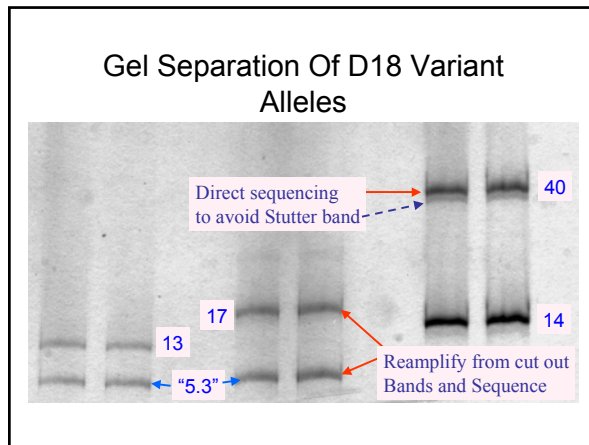 Gel Separation Of D18 Variant
Alleles
Direct sequencing
to avoid Stutter band
40
17
14
13
Reamplify from cut out
Bands and Sequence
“5.3”